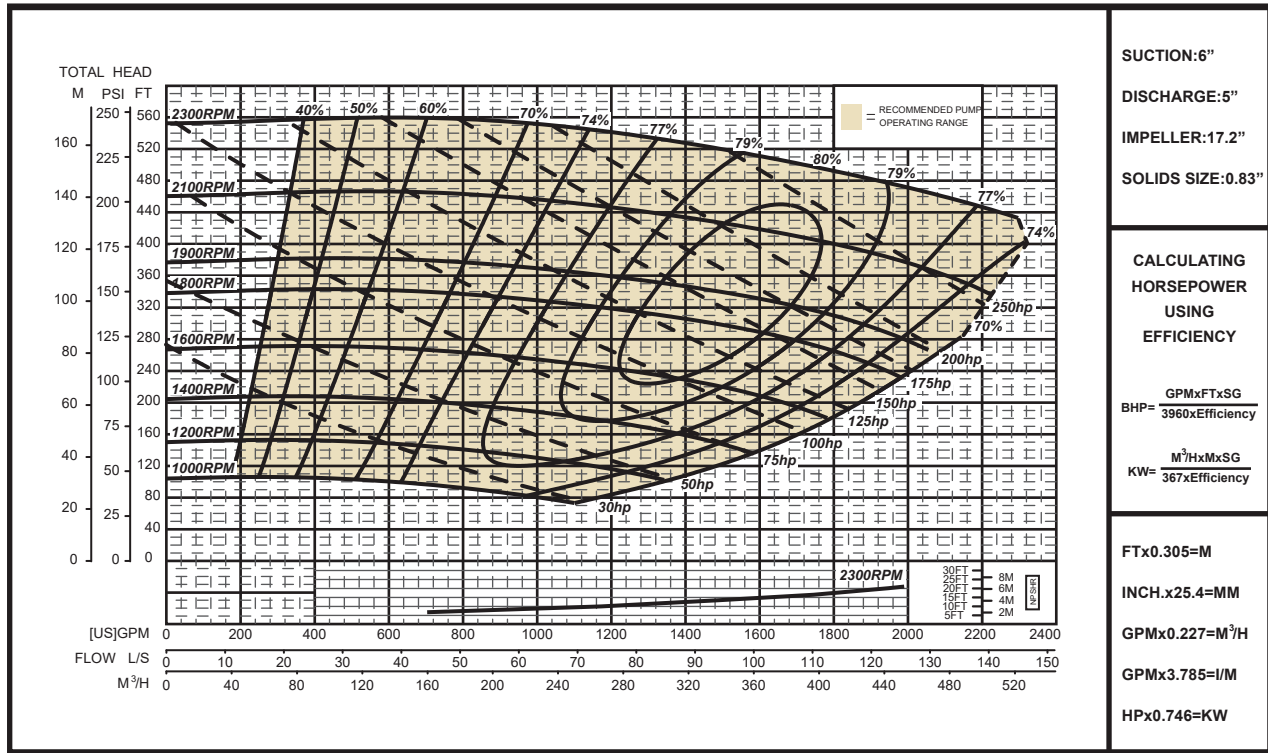 TOTAL HEAD
M PSI FT
250 560
160
225 520
480
140
200 440
120 400
175
360
100 150 320
125 280
80
240
100
60 200
75 160
40
120
50
80
20
25 40
0 0 0
2300RPM
2100RPM
1900RPM
1800RPM
1600RPM
1400RPM
1200RPM
1000RPM
40% 50% 60% 70% 74% 77% 79% 80% 79% 77% 74%
70%
RECOMMENDED PUMP
= OPERATING RANGE
250hp
200hp
175hp
150hp
125hp
100hp
75hp
50hp
30hp
2300RPM
30FT
25FT 8M
20FT 6M
15FT 4M
10FT
5FT 2M
NPSHR
[US]GPM 0 200 400 600 800 1000 1200 1400 1600 1800 2000 2200 2400
FLOW L/S 0 10 20 30 40 50 60 70 80 90 100 110 120 130 140 150
M³/H 0 40 80 120 160 200 240 280 320 360 400 440 480 520
SUCTION:6”
DISCHARGE:5”
IMPELLER:17.2”
SOLIDS SIZE:0.83”
CALCULATING
HORSEPOWER
USING
EFFICIENCY
BHP= GPMxFTxSG
3960xEfficiency
KW= M³/HxMxSG
367xEfficiency
FTx0.305=M
INCH.x25.4=MM
GPMx0.227=M³/H
GPMx3.785=l/M
HPx0.746=KW